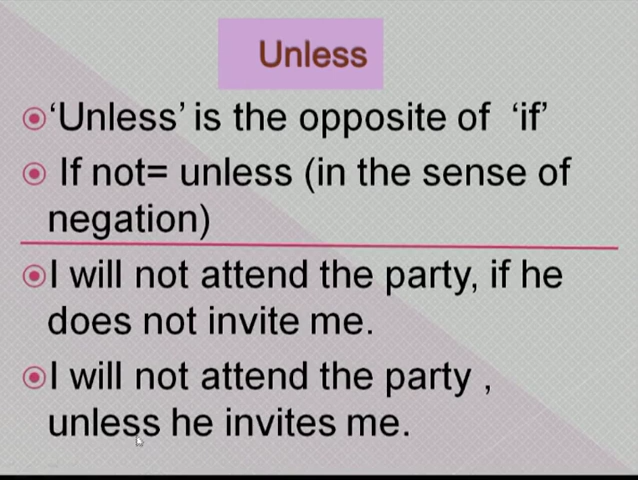 Unless
‘Unless’ is the opposite of ‘if’
If not= unless (in the sense of
negation)
I will not attend the party, if he
does not invite me.
I will not attend the party ,
unless he invites me.